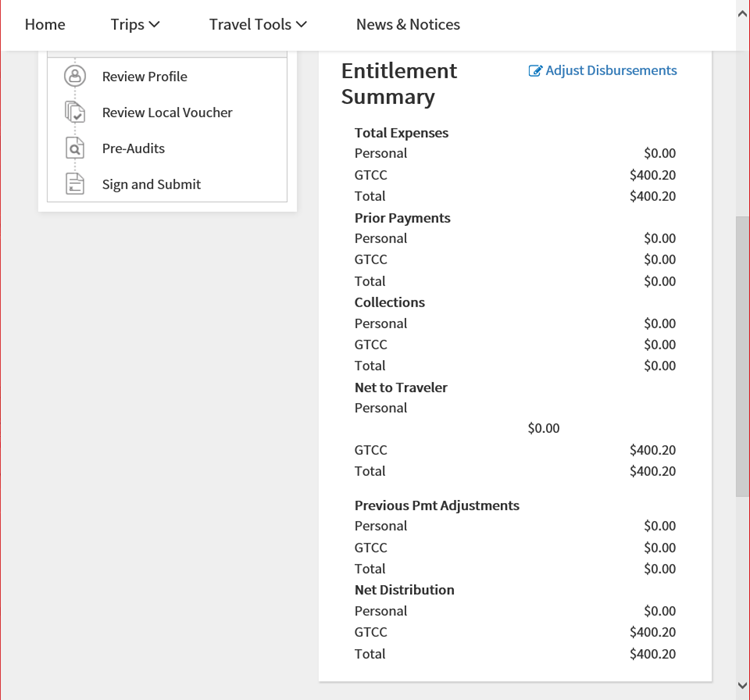 Home Trips Travel Tools News & Notices
Review Profile
Review Local Voucher
Pre-Audits
Sign and Submit
Entitlement Summary
Adjust Disbursements
Total Expenses
Personal $0.00
GTCC $400.20
Total $400.20
Prior Payments
Personal $0.00
GTCC $0.00
Total $0.00
Collections
Personal $0.00
GTCC $0.00
Total $0.00
Net to Traveler
Personal
$0.00
GTCC $400.20
Total $400.20
Previous Pmt Adjustments
Personal $0.00
GTCC $0.00
Total $0.00
Net Distribution
Personal $0.00
GTCC $400.20
Total $400.20